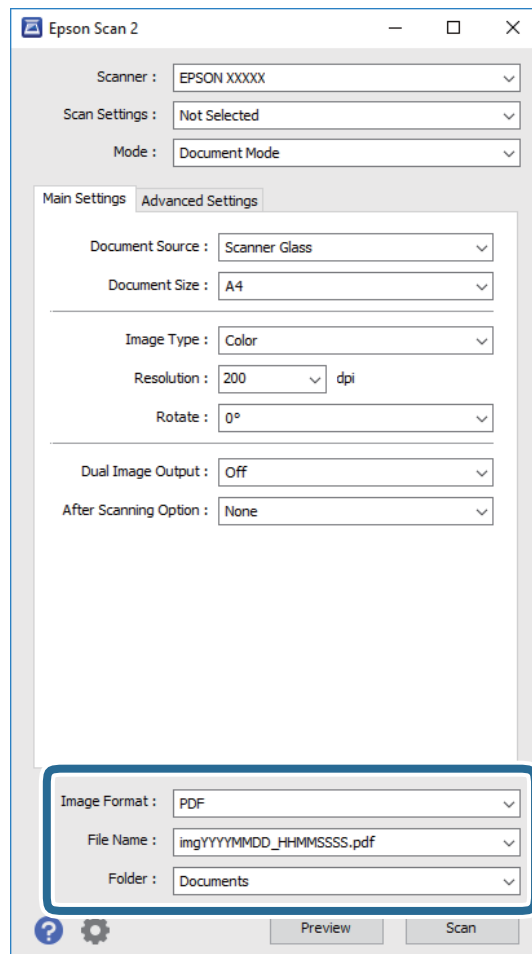 Epson Scan 2
Scanner : EPSON XXXXX
Scan Settings : Not Selected
Mode : Document Mode
Main Settings Advanced Settings
Document Source : Scanner Glass
Document Size : A4
Image Type : Color
Resolution : 200 dpi
Rotate : 0°
Dual Image Output : Off
After Scanning Option : None
Image Format : PDF
File Name : imgYYYYMMDD_HHMMSSSS.pdf
Folder : Documents
? Preview Scan